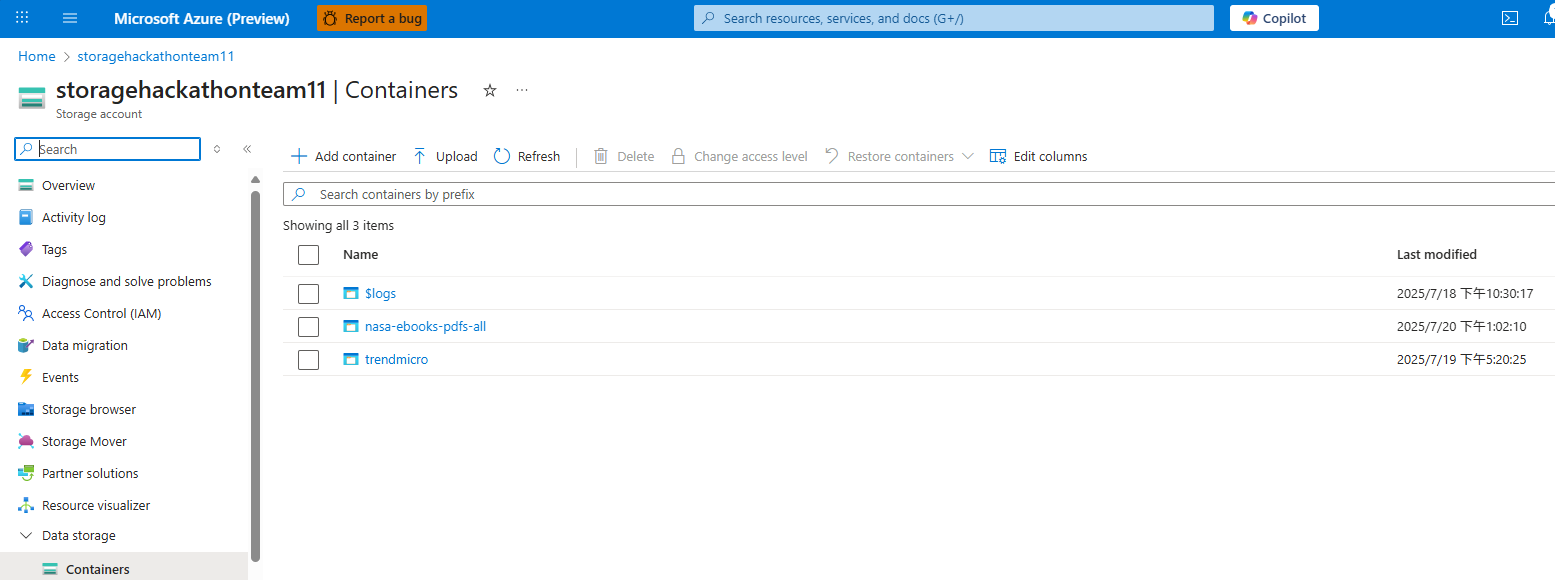 Microsoft Azure (Preview) Report a bug Search resources, services, and docs (G+/) Copilot
Home > storagehackathonteam11
storagehackathonteam11 | Containers ☆ ...
Storage account
Search
Add container Upload Refresh Delete Change access level Restore containers Edit columns
Search containers by prefix
Showing all 3 items
Name Last modified
$logs 2025/7/18 下午10:30:17
nasa-ebooks-pdfs-all 2025/7/20 下午1:02:10
trendmicro 2025/7/19 下午5:20:25
Overview
Activity log
Tags
Diagnose and solve problems
Access Control (IAM)
Data migration
Events
Storage browser
Storage Mover
Partner solutions
Resource visualizer
Data storage
Containers